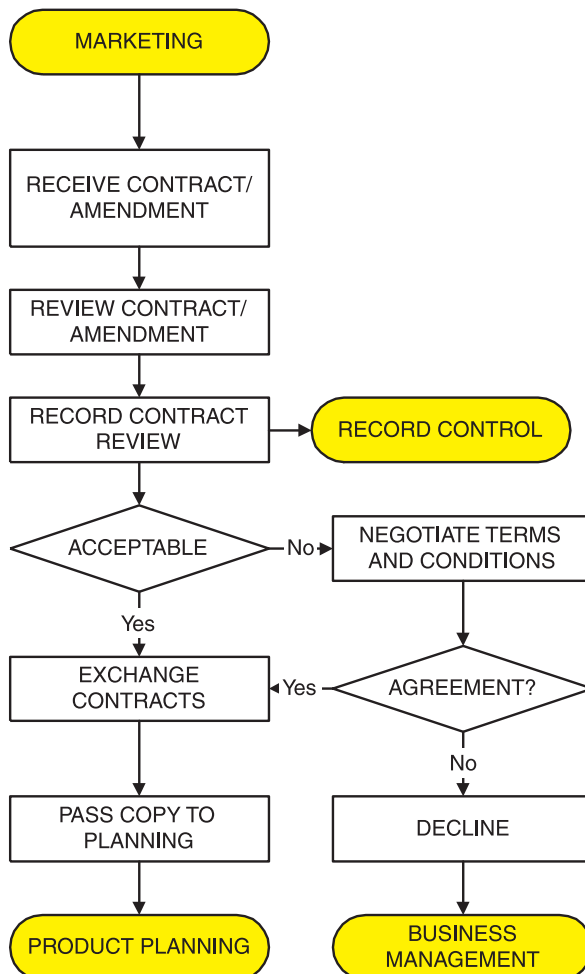 MARKETING
RECEIVE CONTRACT/
AMENDMENT
REVIEW CONTRACT/
AMENDMENT
RECORD CONTRACT
REVIEW
RECORD CONTROL
ACCEPTABLE
No
NEGOTIATE TERMS
AND CONDITIONS
Yes
EXCHANGE
CONTRACTS
Yes
AGREEMENT?
No
PASS COPY TO
PLANNING
DECLINE
PRODUCT PLANNING
BUSINESS
MANAGEMENT